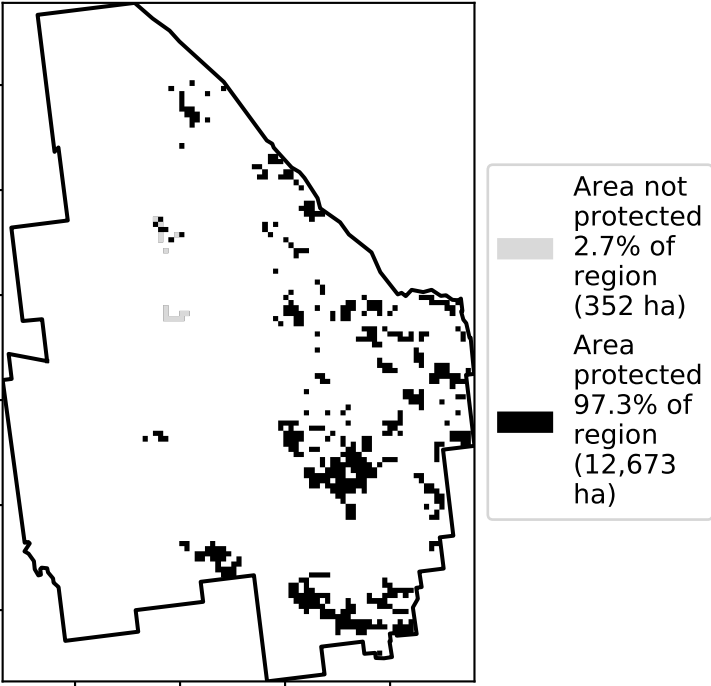 Area not
protected
2.7% of
region
(352 ha)
Area
protected
97.3% of
region
(12,673
ha)